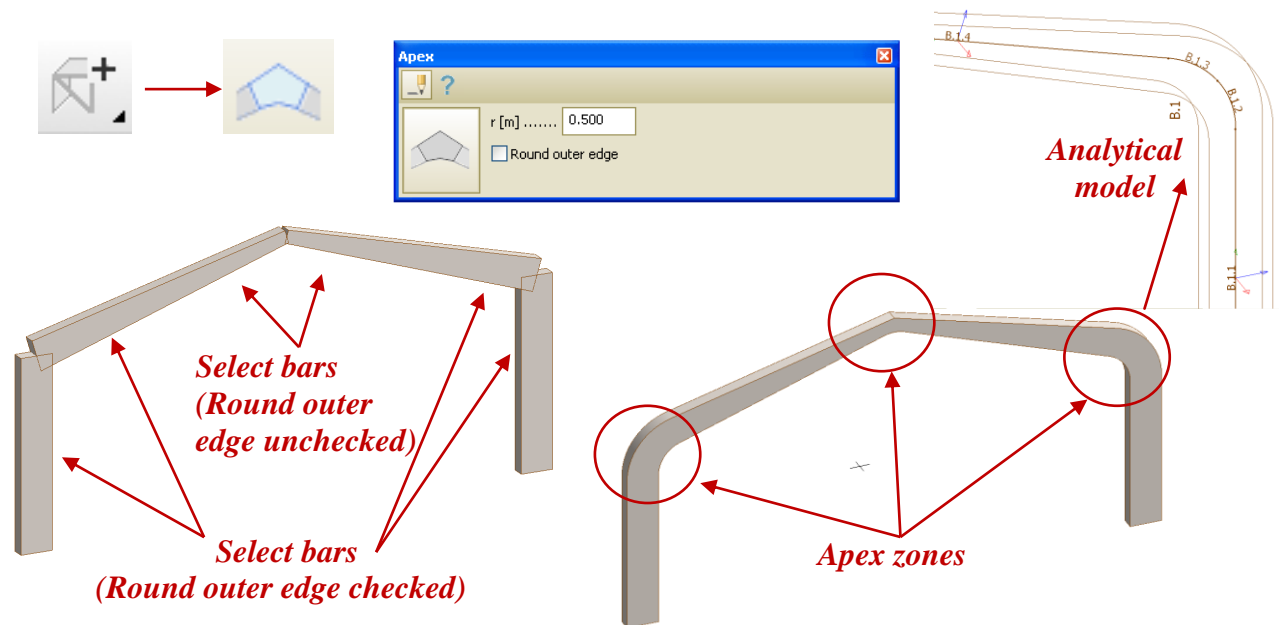 Apex
?
r [m] ....... 0.500
Round outer edge
B.1.4
B.1.3
B.1.2
B.1
B.1.1
Analytical
model
Select bars
(Round outer
edge unchecked)
Select bars
(Round outer edge checked)
Apex zones